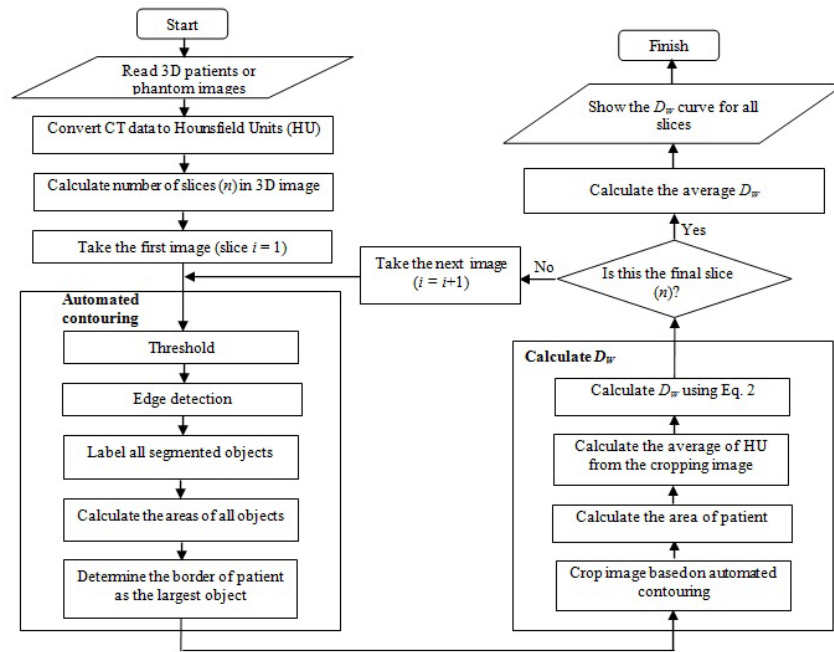 Start
Read 3D patients or
phantom images
Convert CT data to Hounsfield Units (HU)
Calculate number of slices (n) in 3D image
Take the first image (slice i = 1)
Automated
contouring
Threshold
Edge detection
Label all segmented objects
Calculate the areas of all objects
Determine the border of patient
as the largest object
Calculate Dw
Crop image based on automated
contouring
Calculate the area of patient
Calculate the average of HU
from the cropping image
Calculate Dw using Eq. 2
Is this the final slice
(n)?
No
Take the next image
(i = i+1)
Yes
Calculate the average Dw
Show the Dw curve for all
slices
Finish